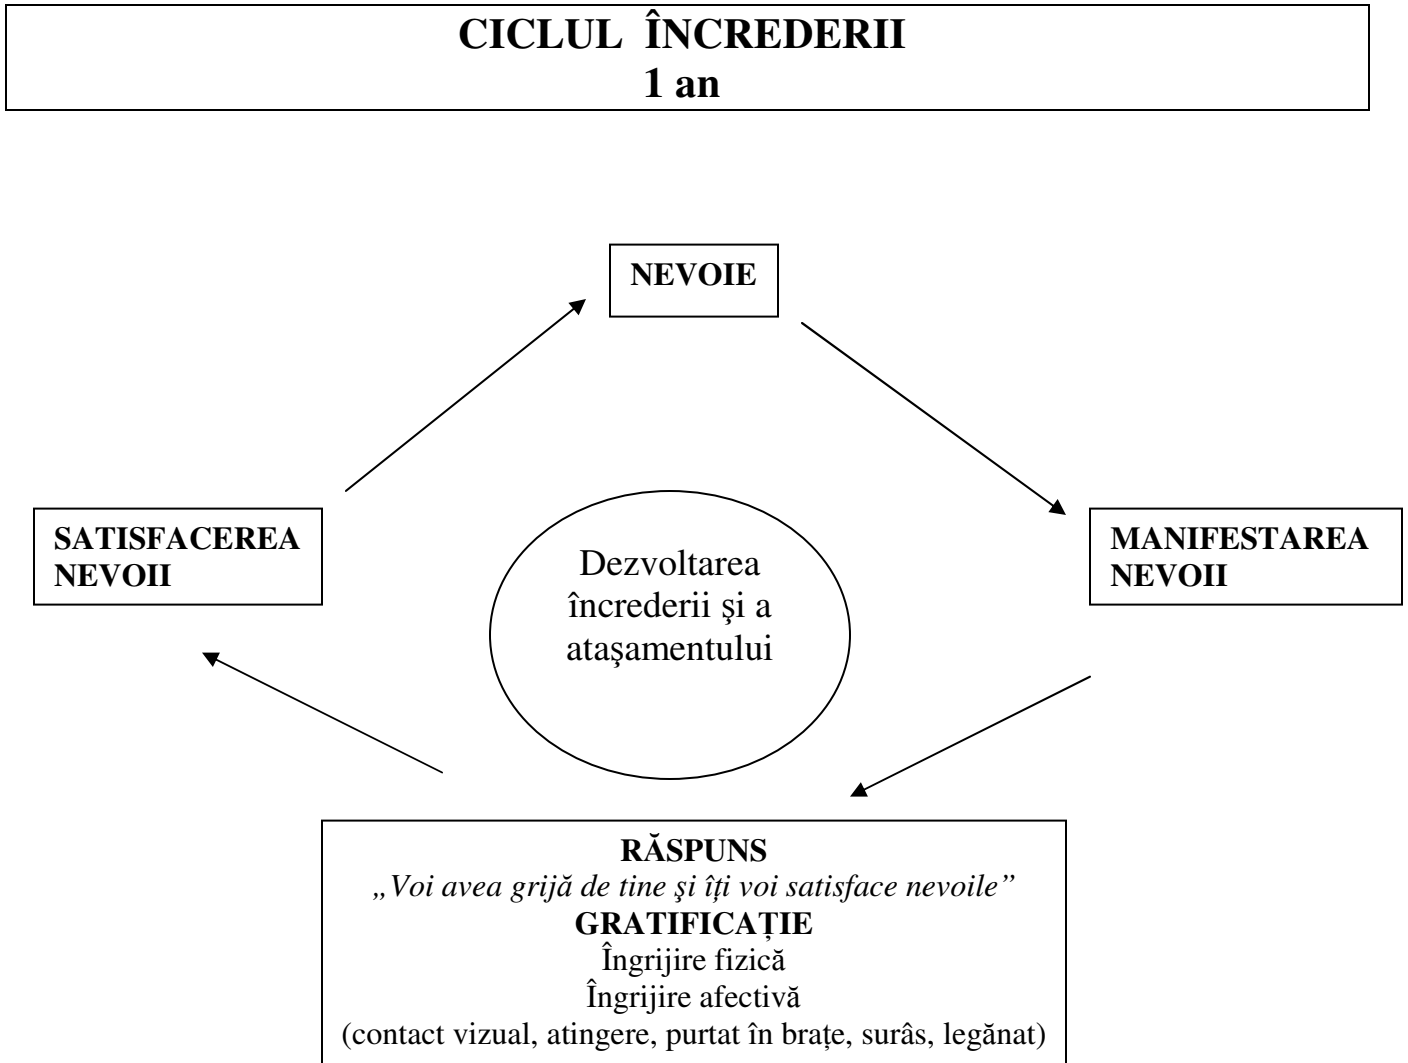 CICLUL ÎNCREDERII
1 an
NEVOIE
SATISFACEREA
NEVOII
Dezvoltarea
încrederii şi a
ataşamentului
MANIFESTAREA
NEVOII
RĂSPUNS
„Voi avea grijă de tine şi îți voi satisface nevoile”
GRATIFICAȚIE
Îngrijire fizică
Îngrijire afectivă
(contact vizual, atingere, purtat în brațe, surâs, legănat)